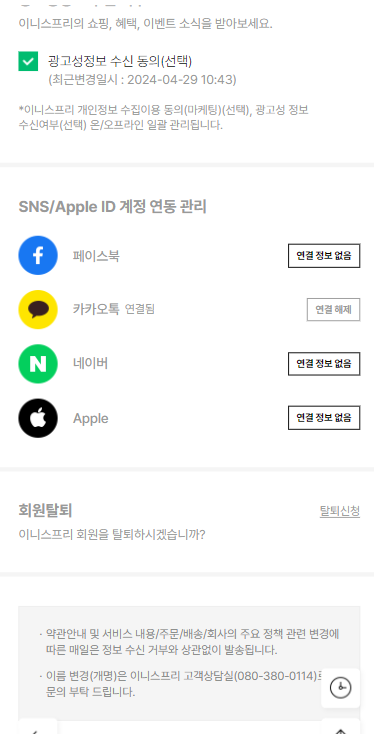 이니스프리의 쇼핑, 혜택, 이벤트 소식을 받아보세요.
광고성정보 수신 동의(선택)
(최근변경일시 : 2024-04-29 10:43)
*이니스프리 개인정보 수집이용 동의(마케팅)(선택), 광고성 정보
수신여부(선택) 온/오프라인 일괄 관리됩니다.
SNS/Apple ID 계정 연동 관리
페이스북
연결 정보 없음
카카오톡 연결됨
연결 해제
네이버
연결 정보 없음
Apple
연결 정보 없음
회원탈퇴
탈퇴신청
이니스프리 회원을 탈퇴하시겠습니까?
· 약관안내 및 서비스 내용/주문/배송/회사의 주요 정책 관련 변경에
따른 매일은 정보 수신 거부와 상관없이 발송됩니다.
· 이름 변경(개명)은 이니스프리 고객상담실(080-380-0114)로
문의 부탁 드립니다.